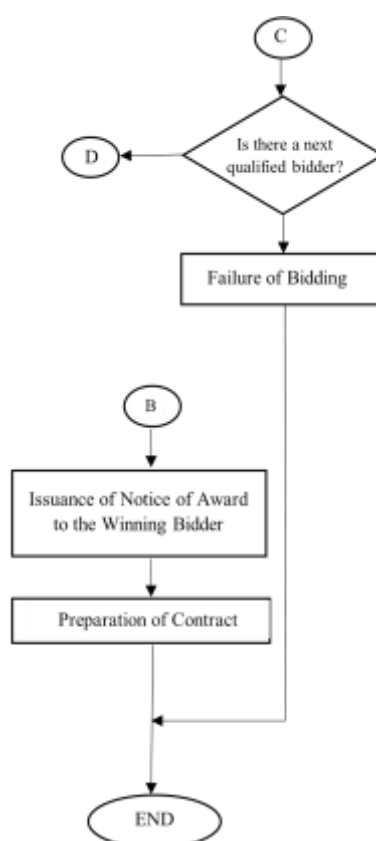 C
Is there a next
qualified bidder?
D
Failure of Bidding
B
Issuance of Notice of Award
to the Winning Bidder
Preparation of Contract
END